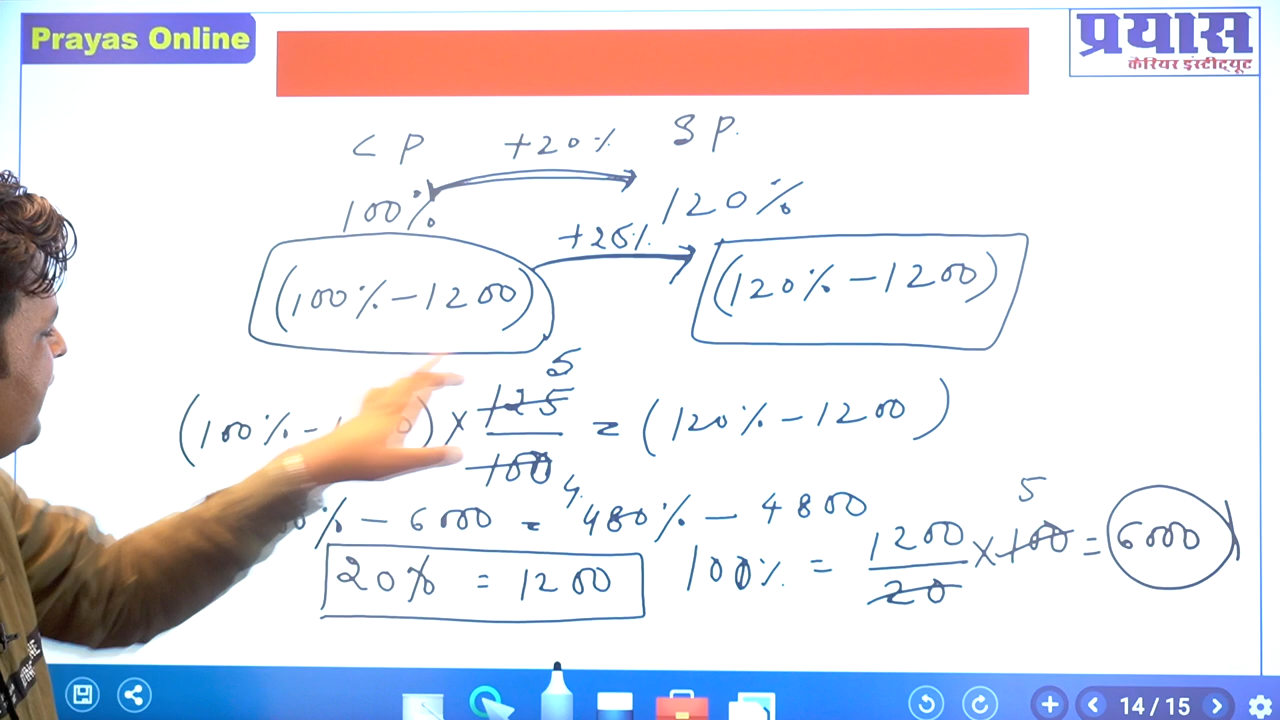 Prayas Online
प्रयास
कैरियर इंस्टीट्यूट
CP +20% SP.
100% 120%
+25%
(100% - 1200) (120% - 1200)
5
(100% - ) × 125/100 = (120% - 1200)
4
% - 6000 = 480% - 4800
20% = 1200
5
100% = 1200/20 × 100 = 6000
14 / 15